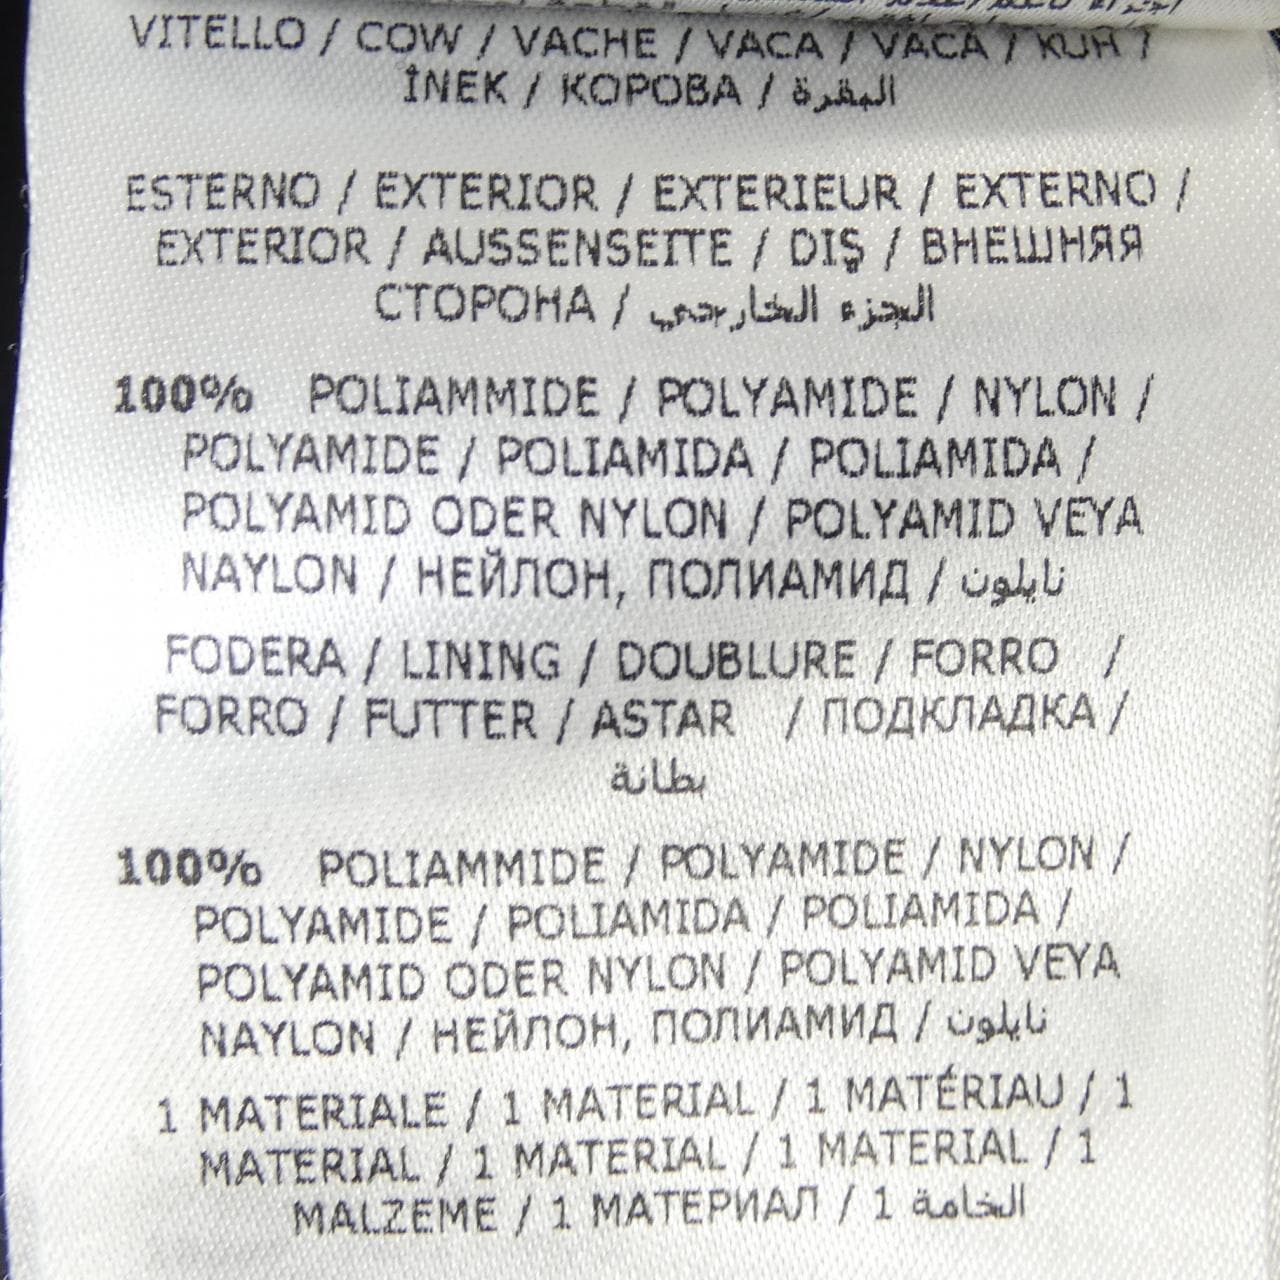 VITELLO / COW / VACHE / VACA / VACA / KUH /
İNEK / КОРОВА / البقرة
ESTERNO / EXTERIOR / EXTERIEUR / EXTERNO /
EXTERIOR / AUSSENSEITE / DIŞ / ВНЕШНЯЯ
СТОРОНА / الجزء الخارجي
100% POLIAMMIDE / POLYAMIDE / NYLON /
POLYAMIDE / POLIAMIDA / POLIAMIDA /
POLYAMID ODER NYLON / POLYAMID VEYA
NAYLON / НЕЙЛОН, ПОЛИАМИД / نايلون
FODERA / LINING / DOUBLURE / FORRO /
FORRO / FUTTER / ASTAR / ПОДКЛАДКА /
بطانة
100% POLIAMMIDE / POLYAMIDE / NYLON /
POLYAMIDE / POLIAMIDA / POLIAMIDA /
POLYAMID ODER NYLON / POLYAMID VEYA
NAYLON / НЕЙЛОН, ПОЛИАМИД / نايلون
1 MATERIALE / 1 MATERIAL / 1 MATÉRIAU / 1
MATERIAL / 1 MATERIAL / 1 MATERIAL / 1
MALZEME / 1 МАТЕРИАЛ / 1 الخامة